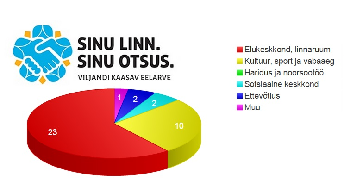 SINU LINN.
SINU OTSUS.
VILJANDI KAASAV EELARVE
Elukeskkond, linnaruum
Kultuur, sport ja vabaaeg
Haridus ja noorsootöö
Sotsiaalne keskkond
Ettevõtlus
Muu
1
2
2
10
23